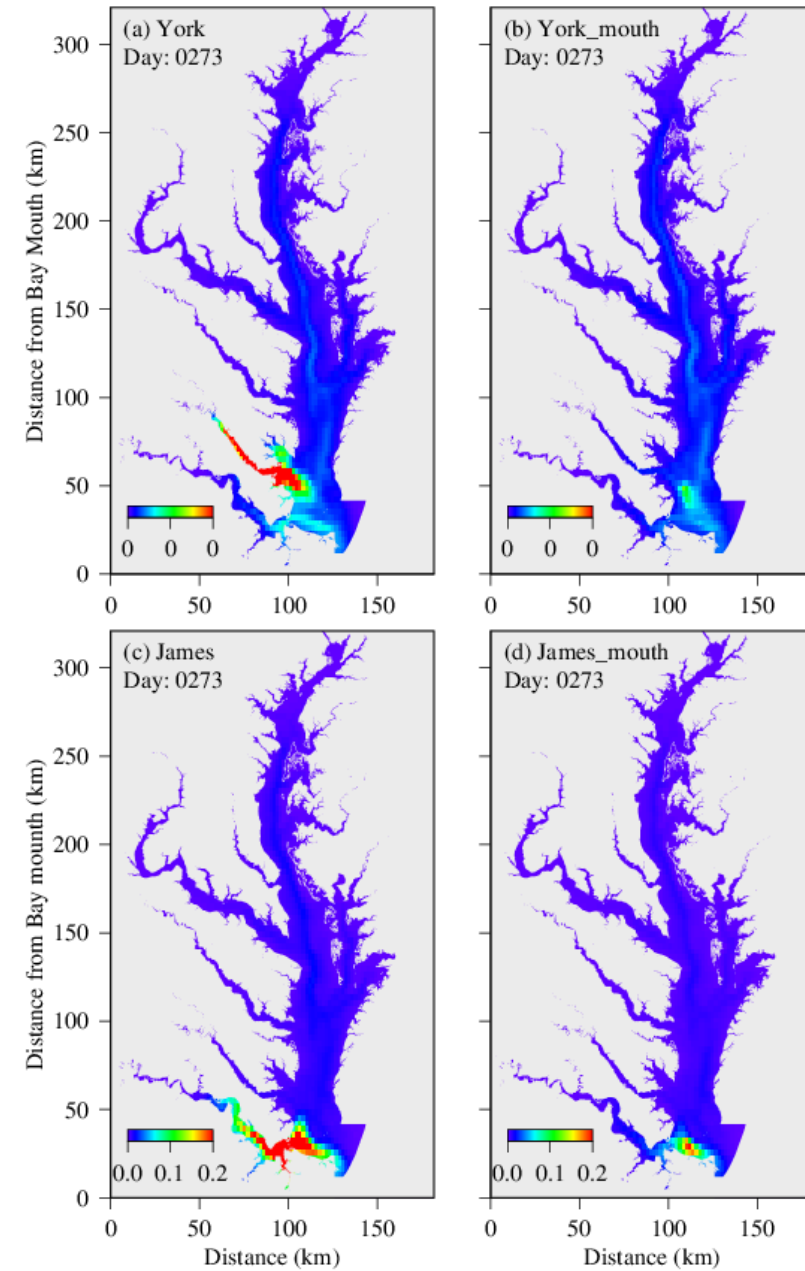 (a) York
Day: 0273
(b) York_mouth
Day: 0273
300
250
200
150
100
50
0
Distance from Bay Mouth (km)
0 0 0
0 0 0
0 50 100 150
0 50 100 150
(c) James
Day: 0273
(d) James_mouth
Day: 0273
300
250
200
150
100
50
0
Distance from Bay mounth (km)
0.0 0.1 0.2
0.0 0.1 0.2
0 50 100 150
0 50 100 150
Distance (km)
Distance (km)